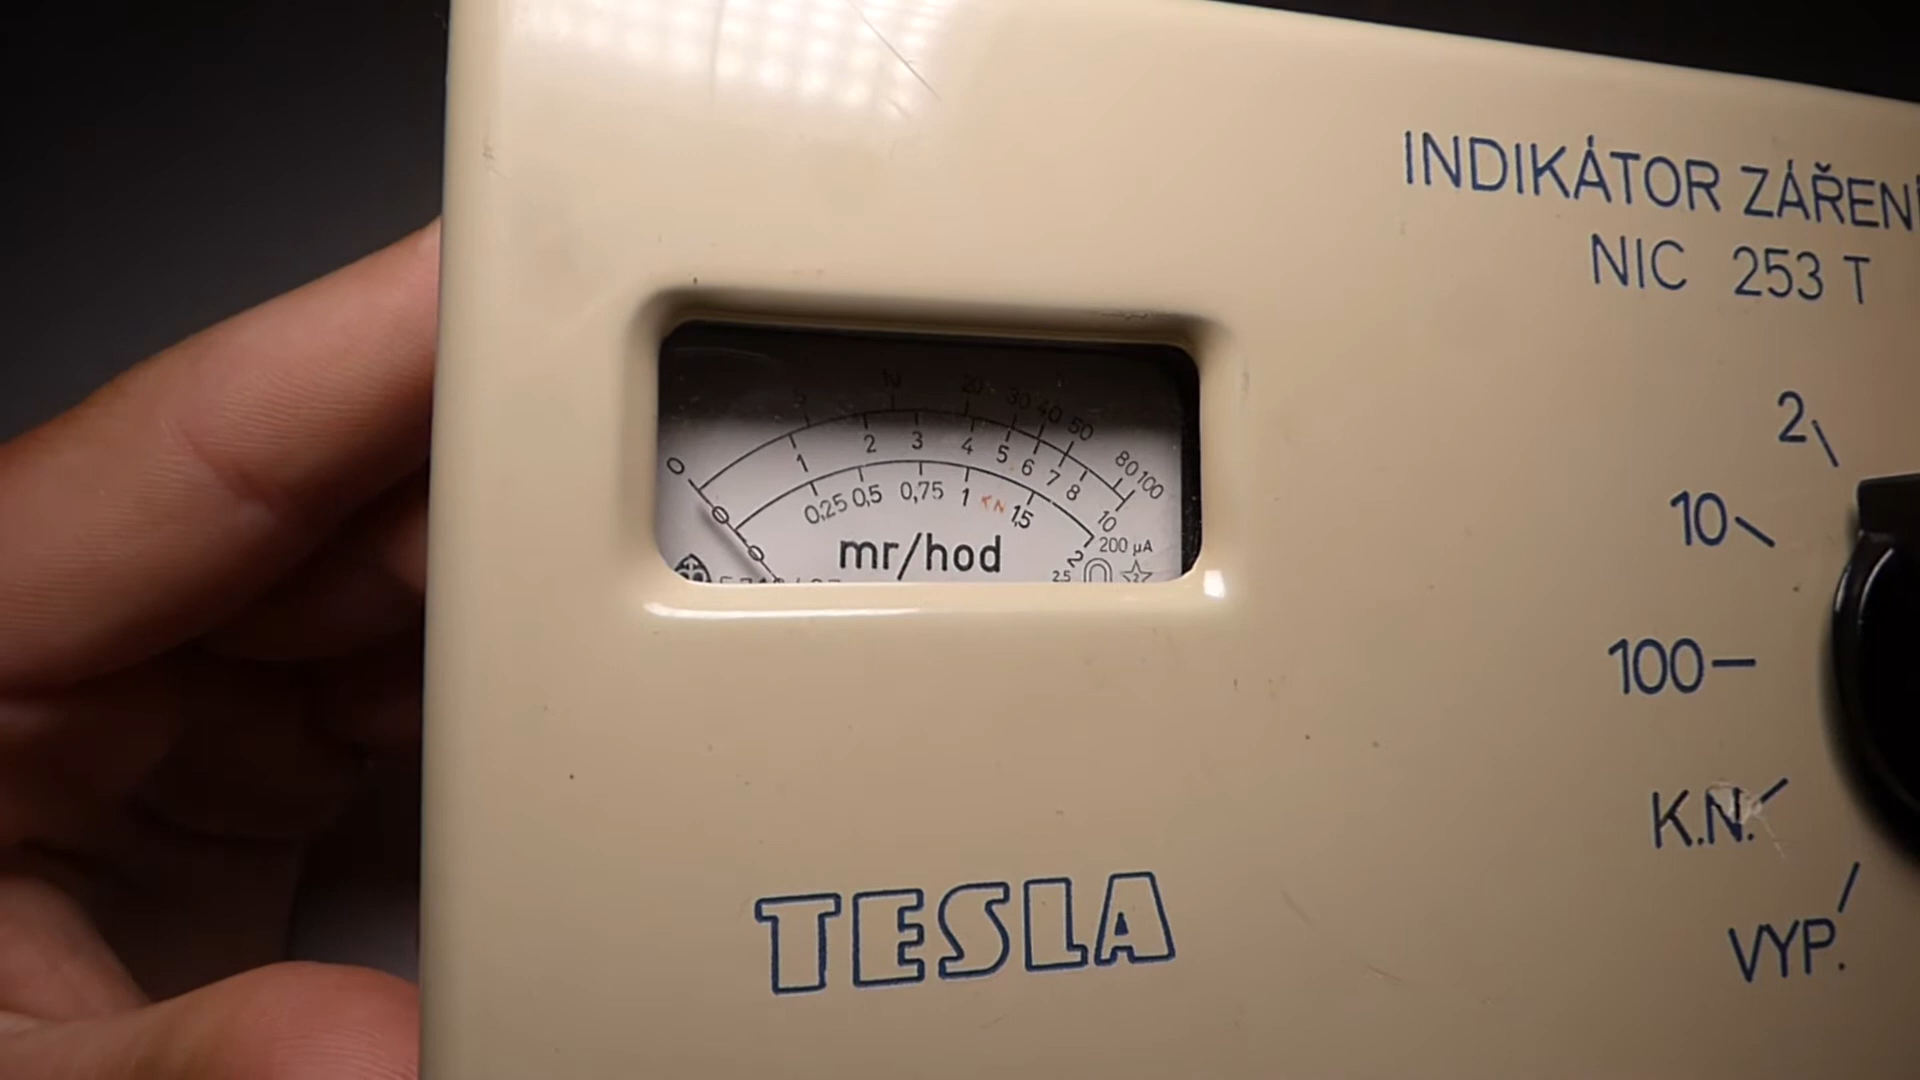 INDIKÁTOR ZÁŘENÍ
NIC 253 T
2
10
100
K.N.
VYP.
5 10 20 30 40 50 80 100
0 1 2 3 4 5 6 7 8 10
0 0,25 0,5 0,75 1 KN 1,5 2
0
mr/hod
200 µA
2.5
TESLA